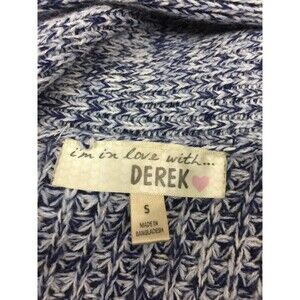 i'm in love with...
DEREK
S
MADE IN
BANGLADESH